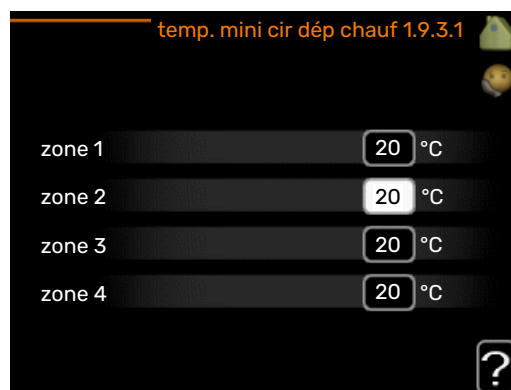 temp. mini cir dép chauf 1.9.3.1
zone 1 20 °C
zone 2 20 °C
zone 3 20 °C
zone 4 20 °C
?